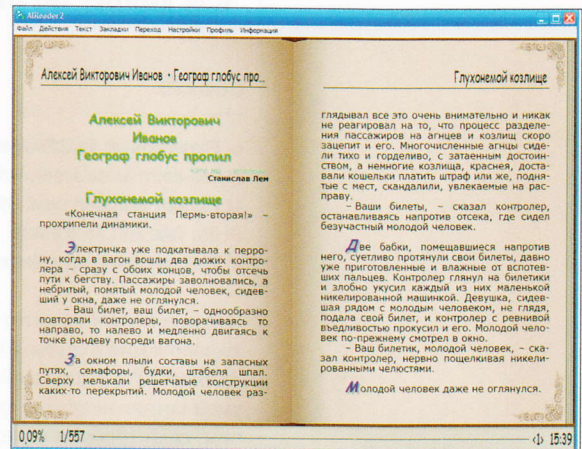 AlReader 2
Файл Действия Текст Закладки Переход Настройки Профиль Информация
Алексей Викторович Иванов • Географ глобус про...
Алексей Викторович
Иванов
Географ глобус пропил
Станислав Лем
Глухонемой козлище
«Конечная станция Пермь-вторая!» –
прохрипели динамики.
Электричка уже подкатывала к перро-
ну, когда в вагон вошли два дюжих контро-
лера – сразу с обоих концов, чтобы отсечь
пути к бегству. Пассажиры заволновались, а
небритый, понятый молодой человек, сидев-
ший у окна, даже не оглянулся.
– Ваш билет, ваш билет, – однообразно
повторяли контролеры, поворачиваясь то
направо, то налево и медленно двигаясь к
точке рандеву посреди вагона.
За окном плыли составы на запасных
путях, семафоры, будки, штабеля шпал.
Сверху мелькали решетчатые конструкции
каких-то перекрытий. Молодой человек раз-
Глухонемой козлище
глядывал все это очень внимательно и никак
не реагировал на то, что процесс разделе-
ния пассажиров на агнцев и козлищ скоро
зацепит и его. Многочисленные агнцы сиде-
ли тихо и горделиво, с затаенным достоин-
ством, а немногие козлища, краснея, доста-
вали кошельки платить штраф или же, подня-
тые с мест, скандалили, увлекаемые на рас-
праву.
– Ваши билеты, – сказал контролер,
останавливаясь напротив отсека, где сидел
безучастный молодой человек.
Две бабки, помещавшиеся напротив
него, суетливо протянули свои билеты, давно
уже приготовленные и влажные от вспотев-
ших пальцев. Контролер глянул на билетики
и злобно укусил каждый из них маленькой
никелированной машинкой. Девушка, сидев-
шая рядом с молодым человеком, не глядя,
подала свой билет, и контролер с ревнивой
въедливостью прокусил и его. Молодой чело-
век по-прежнему смотрел в окно.
– Ваш билетик, молодой человек, – ска-
зал контролер, нервно пощелкивая никели-
рованными челюстями.
Молодой человек даже не оглянулся.
0,09% 1/557
15:39